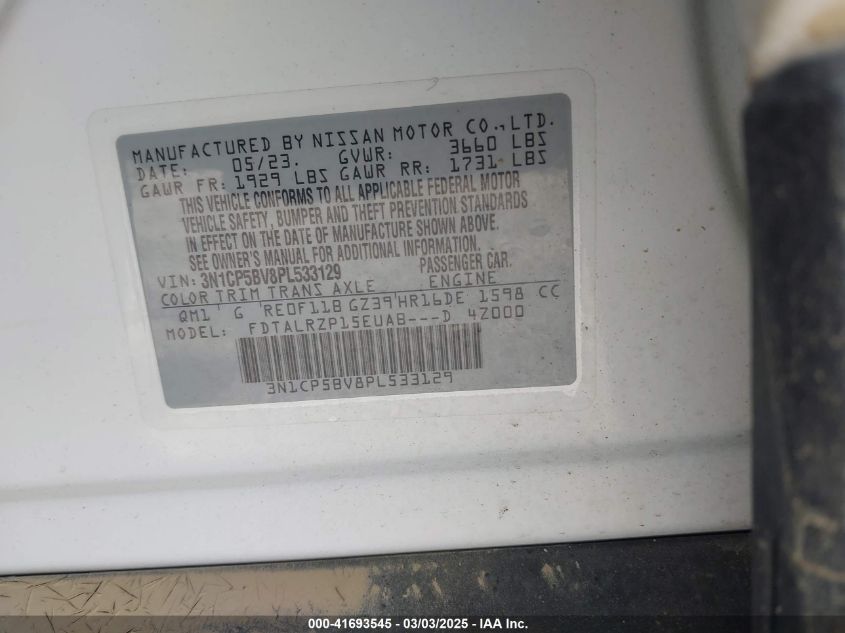 MANUFACTURED BY NISSAN MOTOR CO.,LTD.
DATE: 05/23. GVWR: 3660 LBS
GAWR FR: 1929 LBS GAWR RR: 1731 LBS
THIS VEHICLE CONFORMS TO ALL APPLICABLE FEDERAL MOTOR
VEHICLE SAFETY, BUMPER AND THEFT PREVENTION STANDARDS
IN EFFECT ON THE DATE OF MANUFACTURE SHOWN ABOVE.
SEE OWNER'S MANUAL FOR ADDITIONAL INFORMATION.
VIN: 3N1CP5BV8PL533129 PASSENGER CAR.
COLOR TRIM TRANS AXLE ENGINE
QM1 G RE0F11B GZ39 HR16DE 1598 CC
MODEL: FDTALRZP15EUAB---D 4Z000
3N1CP5BV8PL533129
000-41693545 - 03/03/2025 - IAA Inc.